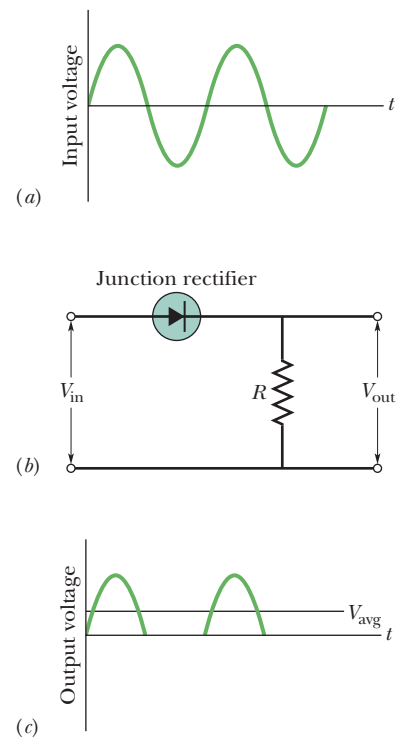 Input voltage
t
(a)
Junction rectifier
V_in
R
V_out
(b)
Output voltage
V_avg
t
(c)